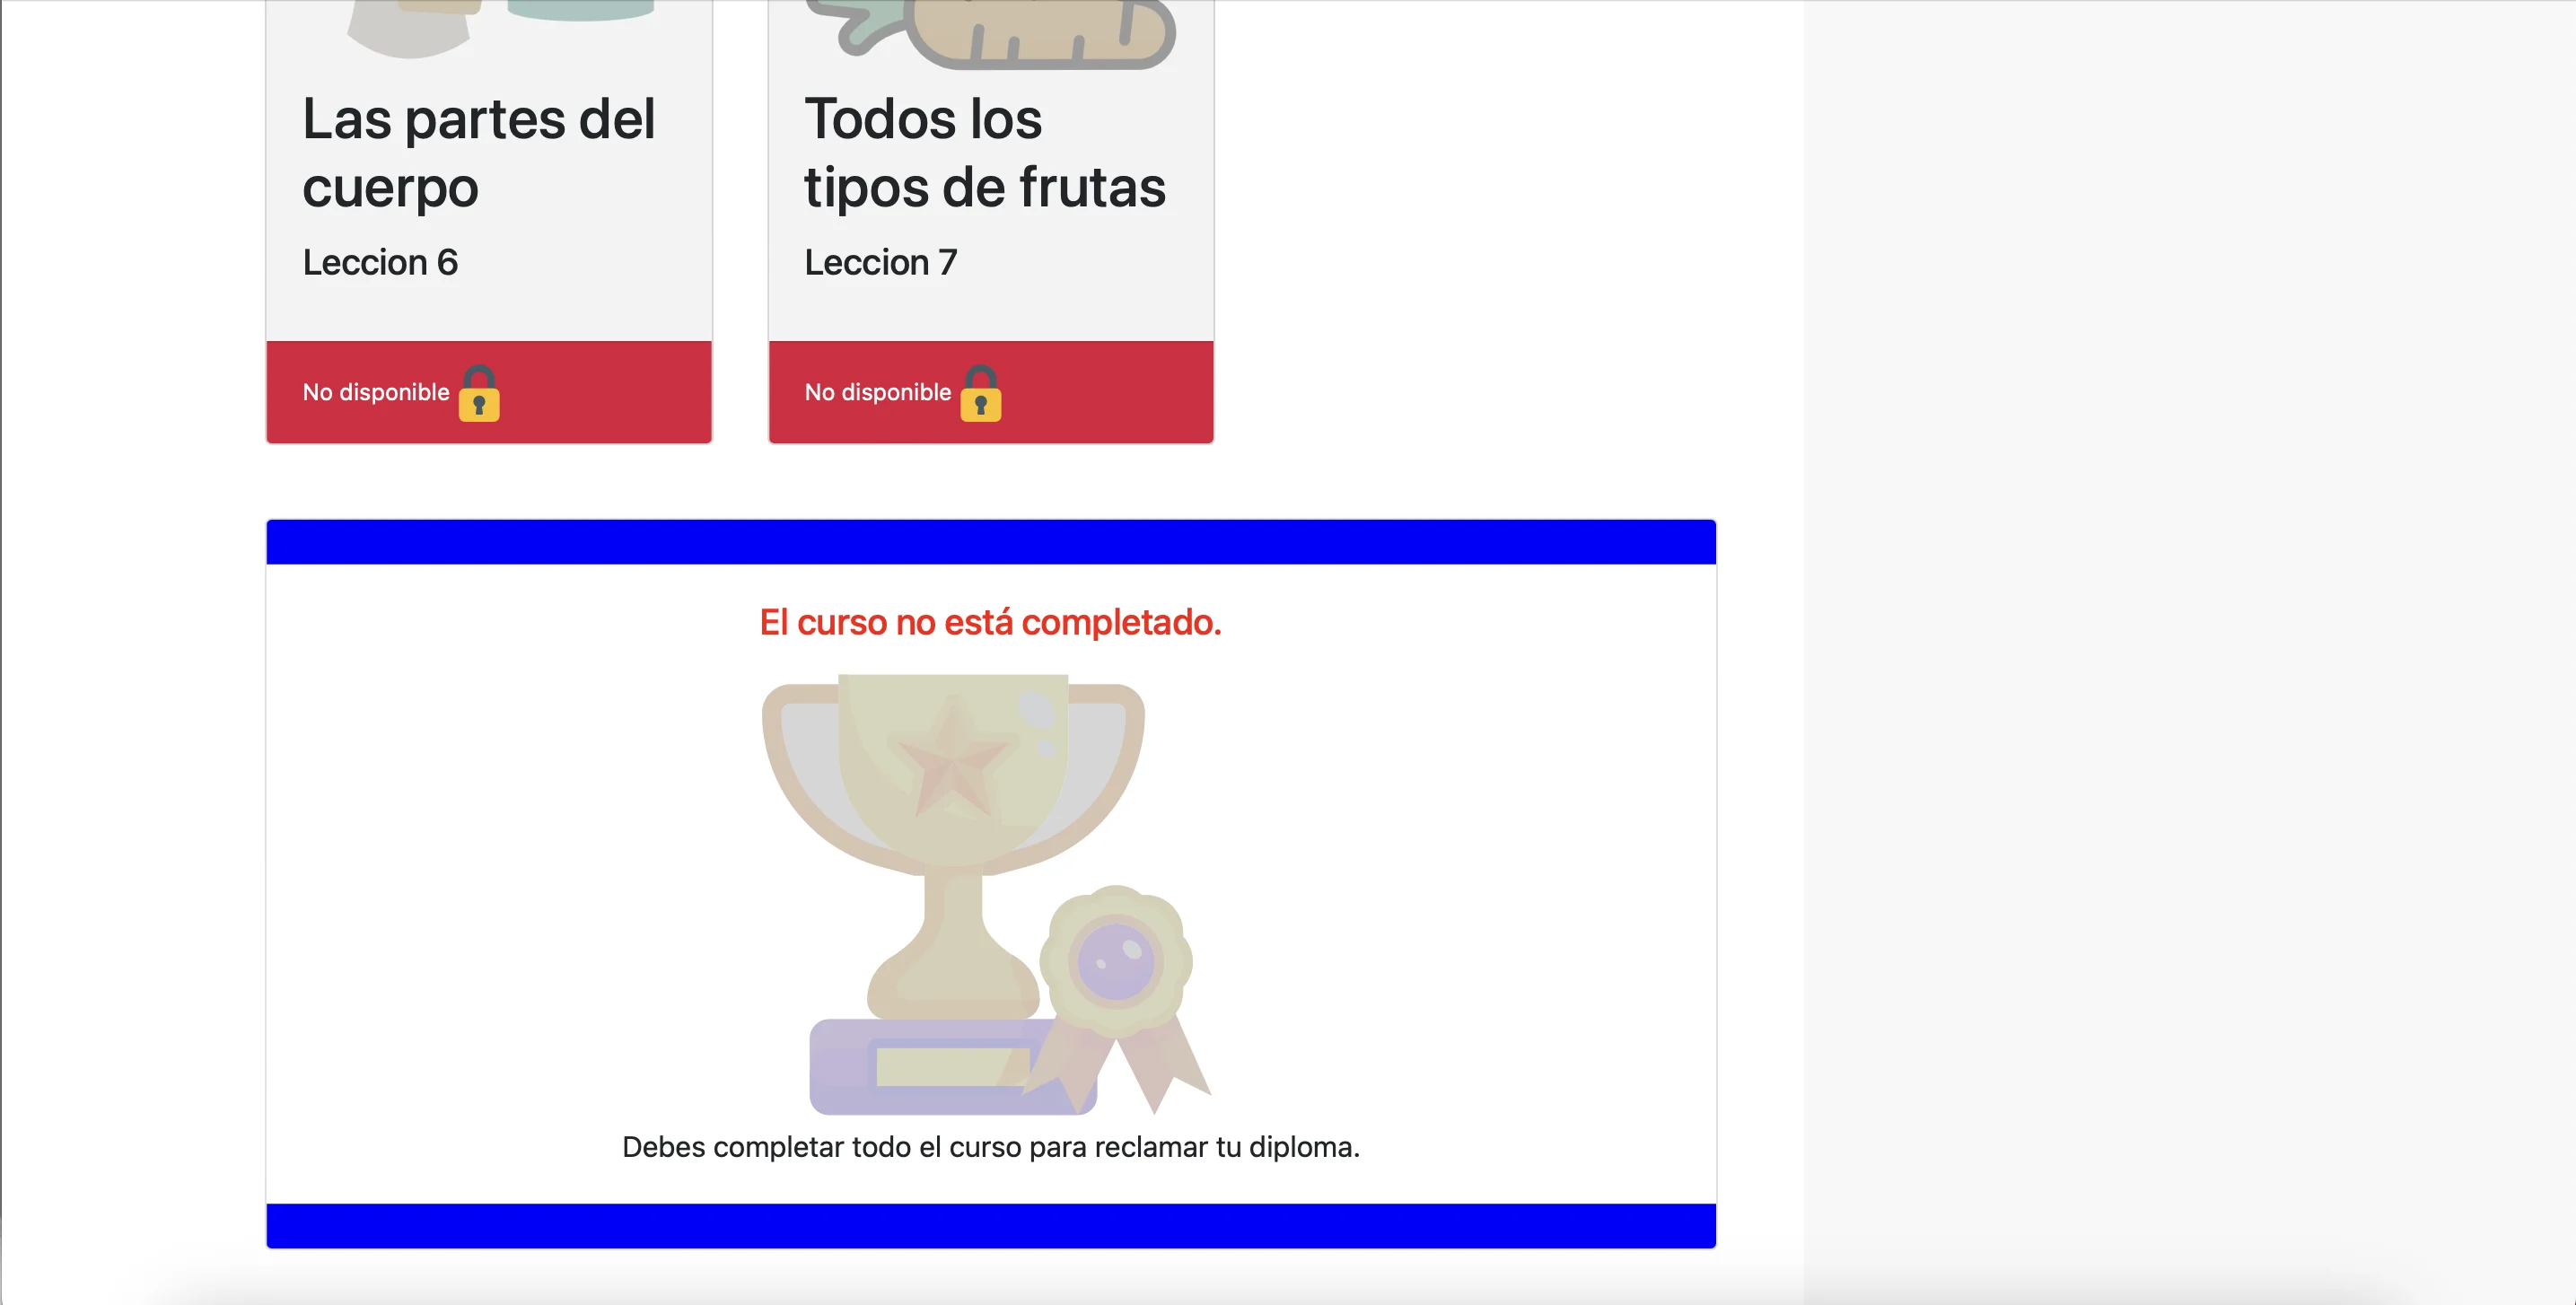 Las partes del
cuerpo
Leccion 6
No disponible
Todos los
tipos de frutas
Leccion 7
No disponible
El curso no está completado.
Debes completar todo el curso para reclamar tu diploma.